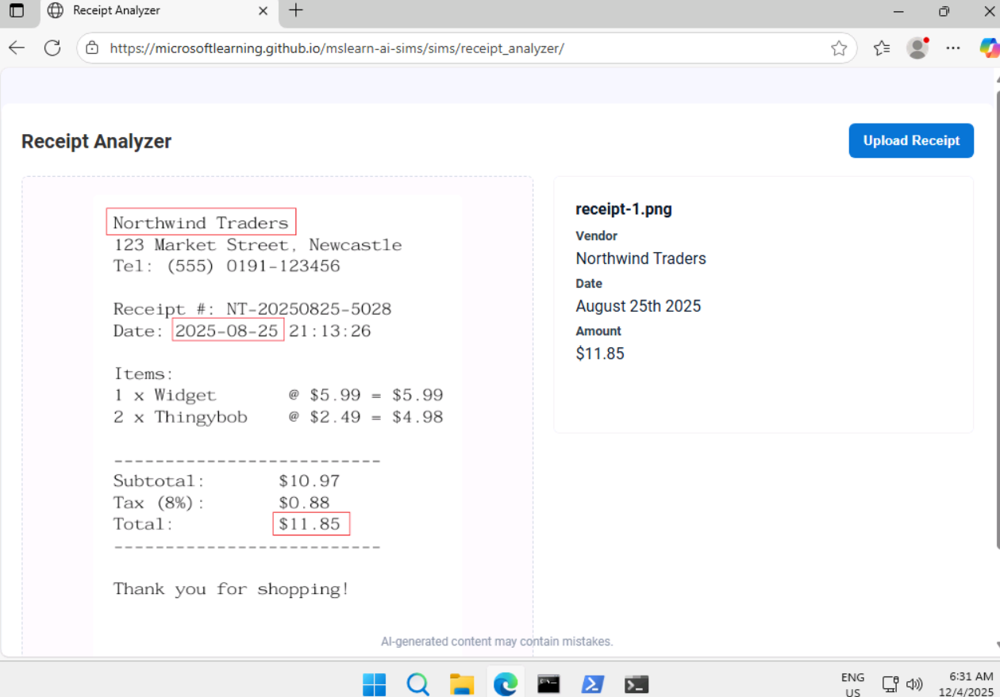 Receipt Analyzer
https://microsoftlearning.github.io/mslearn-ai-sims/sims/receipt_analyzer/
Receipt Analyzer
Upload Receipt
Northwind Traders
123 Market Street, Newcastle
Tel: (555) 0191-123456
Receipt #: NT-20250825-5028
Date: 2025-08-25 21:13:26
Items:
1 x Widget @ $5.99 = $5.99
2 x Thingybob @ $2.49 = $4.98
---------------------------
Subtotal: $10.97
Tax (8%): $0.88
Total: $11.85
---------------------------
Thank you for shopping!
receipt-1.png
Vendor
Northwind Traders
Date
August 25th 2025
Amount
$11.85
AI-generated content may contain mistakes.
ENG
US
6:31 AM
12/4/2025